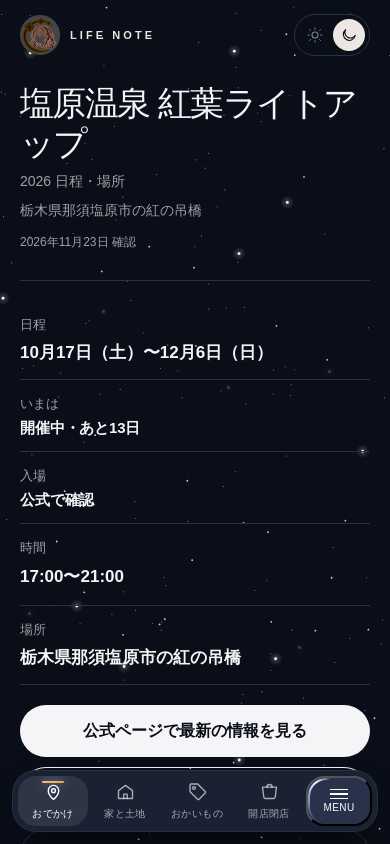 LIFE NOTE
塩原温泉 紅葉ライトア
ップ
2026 日程・場所
栃木県那須塩原市の紅の吊橋
2026年11月23日 確認
日程
10月17日（土）〜12月6日（日）
いまは
開催中・あと13日
入場
公式で確認
時間
17:00〜21:00
場所
栃木県那須塩原市の紅の吊橋
公式ページで最新の情報を見る
おでかけ
家と土地
おかいもの
開店閉店
MENU